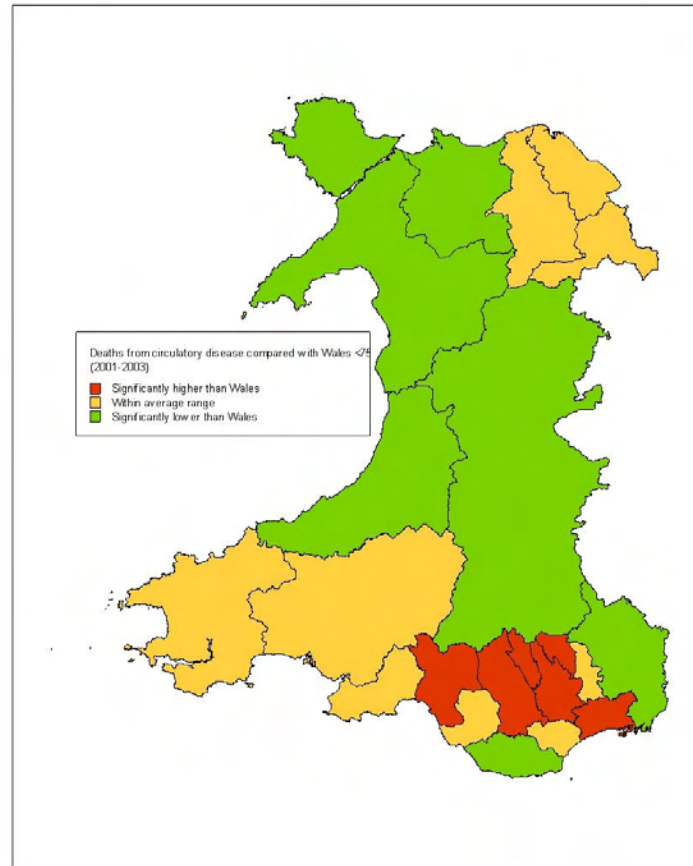 Deaths from circulatory disease compared with Wales <75
(2001-2003)
Significantly higher than Wales
Within average range
Significantly lower than Wales